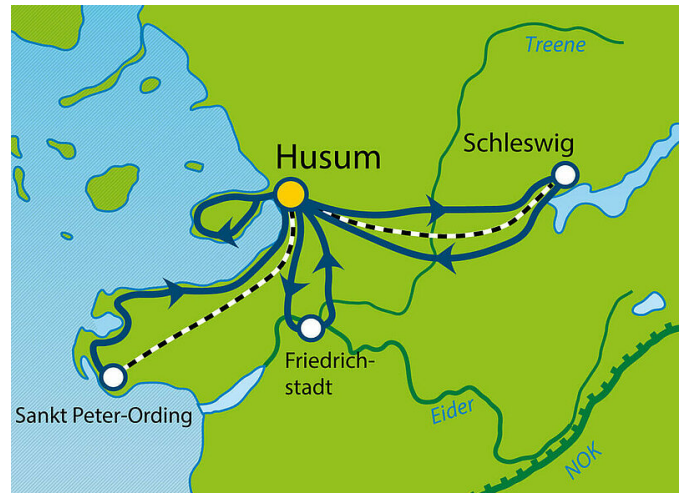 Treene
Husum
Schleswig
Friedrich-
stadt
Sankt Peter-Ording
Eider
NOK